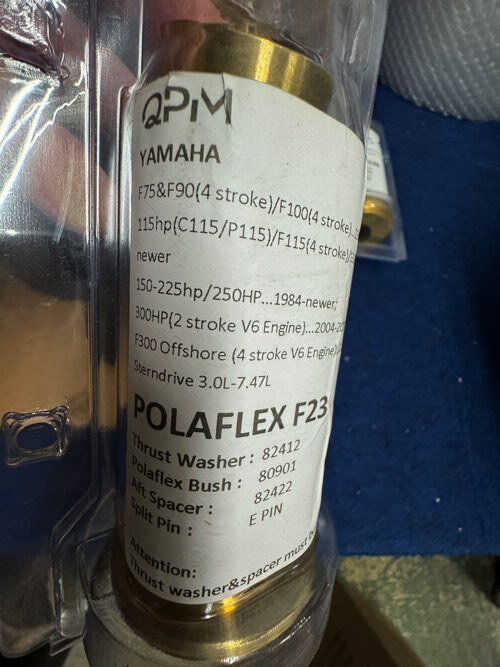 QPM
YAMAHA
F75&F90(4 stroke)/F100(4 stroke)...
115hp(C115/P115)/F115(4 stroke)/
newer
150-225hp/250HP...1984-newer;
300HP(2 stroke V6 Engine)...2004-
F300 Offshore (4 stroke V6 Engine)
Sterndrive 3.0L-7.47L
POLAFLEX F23
Thrust Washer : 82412
Polaflex Bush : 80901
Aft Spacer : 82422
Split Pin : E PIN
Attention:
Thrust washer&spacer must